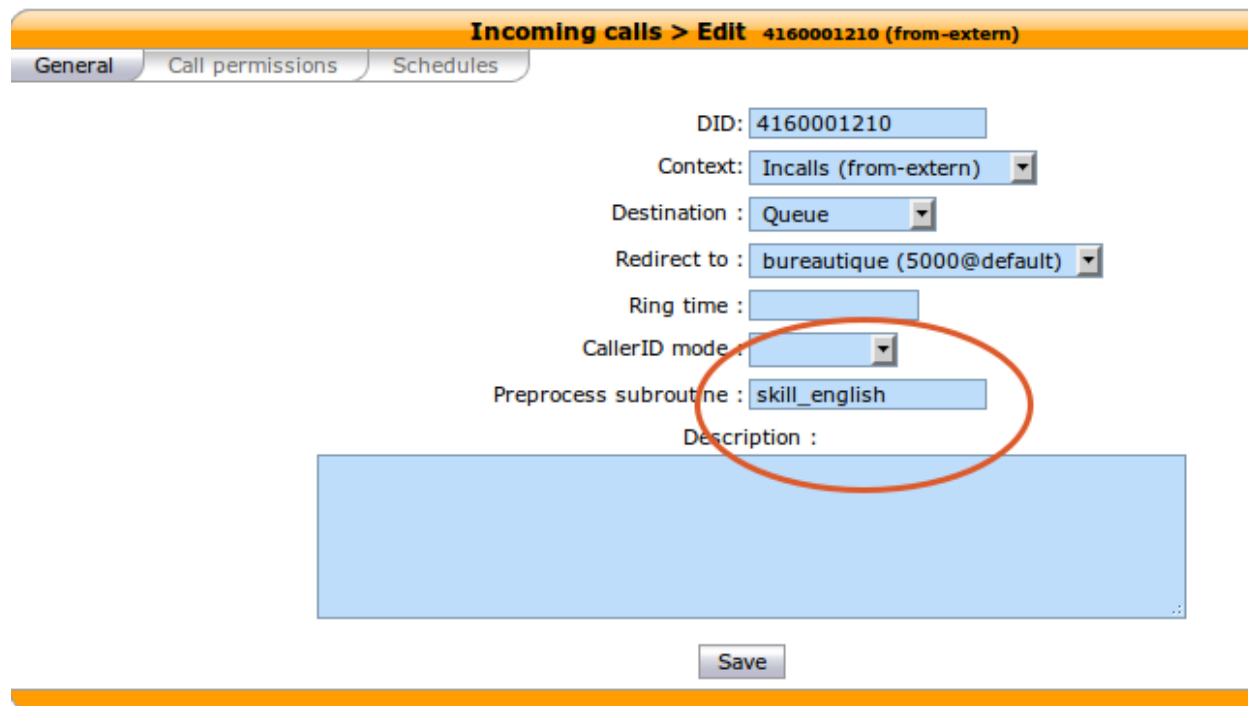 Incoming calls > Edit 4160001210 (from-extern)
General Call permissions Schedules
DID: 4160001210
Context: Incalls (from-extern)
Destination : Queue
Redirect to : bureautique (5000@default)
Ring time :
CallerID mode :
Preprocess subroutine : skill_english
Description :
Save